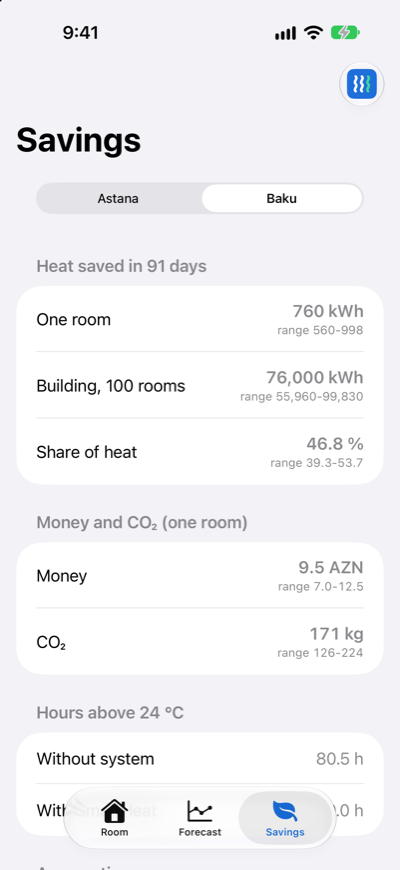 9:41
Savings
Astana
Baku
Heat saved in 91 days
One room
760 kWh
range 560-998
Building, 100 rooms
76,000 kWh
range 55,960-99,830
Share of heat
46.8 %
range 39.3-53.7
Money and CO₂ (one room)
Money
9.5 AZN
range 7.0-12.5
CO₂
171 kg
range 126-224
Hours above 24 °C
Without system
80.5 h
Room
Forecast
Savings